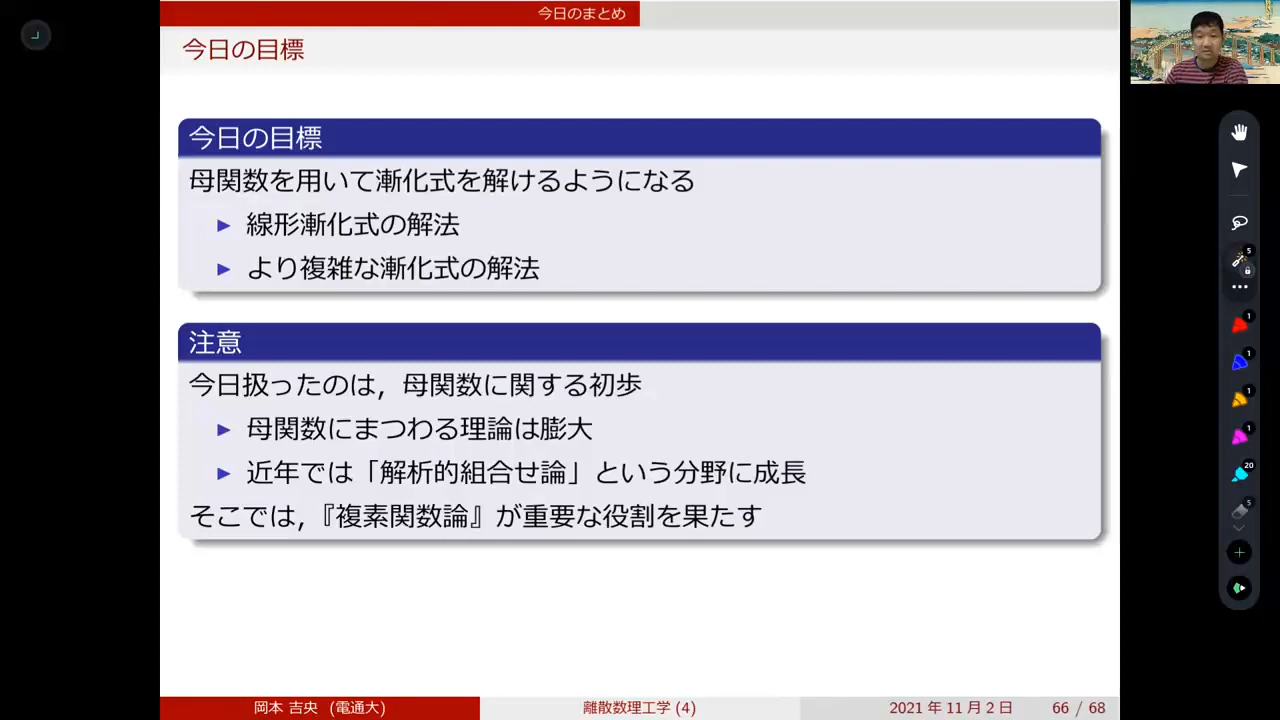 今日のまとめ
今日の目標
今日の目標
母関数を用いて漸化式を解けるようになる
▶ 線形漸化式の解法
▶ より複雑な漸化式の解法
注意
今日扱ったのは，母関数に関する初歩
▶ 母関数にまつわる理論は膨大
▶ 近年では「解析的組合せ論」という分野に成長
そこでは，『複素関数論』が重要な役割を果たす
岡本 吉央 (電通大)
離散数理工学 (4)
2021 年 11 月 2 日 66 / 68
5
1
1
1
1
20
5